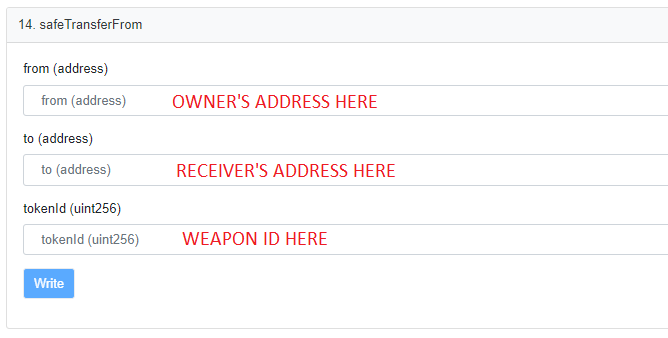 14. safeTransferFrom
from (address)
from (address) OWNER'S ADDRESS HERE
to (address)
to (address) RECEIVER'S ADDRESS HERE
tokenId (uint256)
tokenId (uint256) WEAPON ID HERE
Write